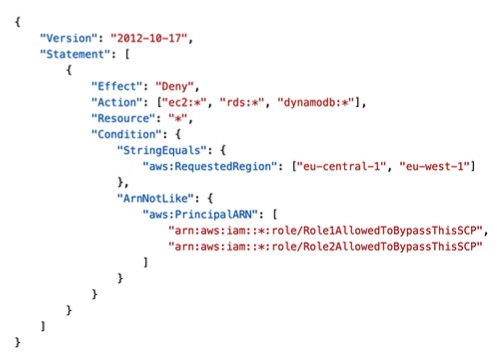 {
    "Version": "2012-10-17",
    "Statement": [
        {
            "Effect": "Deny",
            "Action": ["ec2:*", "rds:*", "dynamodb:*"],
            "Resource": "*",
            "Condition": {
                "StringEquals": {
                    "aws:RequestedRegion": ["eu-central-1", "eu-west-1"]
                },
                "ArnNotLike": {
                    "aws:PrincipalARN": [
                        "arn:aws:iam::*:role/Role1AllowedToBypassThisSCP",
                        "arn:aws:iam::*:role/Role2AllowedToBypassThisSCP"
                    ]
                }
            }
        }
    ]
}